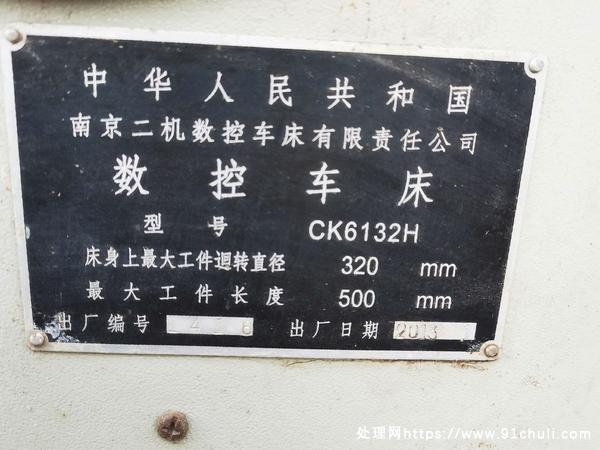 中华人民共和国
南京二机数控车床有限责任公司
数控车床
型号 CK6132H
床身上最大工件迴转直径 320 mm
最大工件长度 500 mm
出厂编号 出厂日期 2013
处理网https://www.91chuli.com/